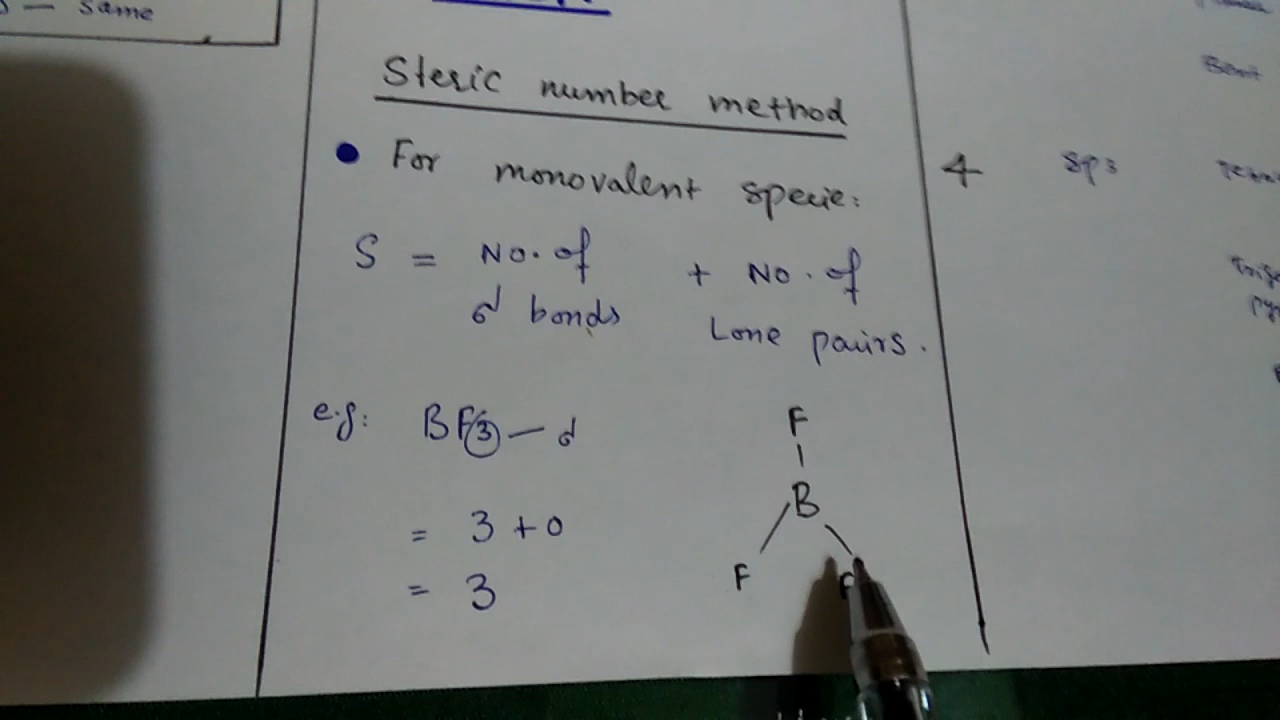 — same
Steric number method
• For monovalent specie:
S = No. of + No. of
σ bonds Lone pairs.
e.g: BF3 — σ
= 3 + 0
= 3
F
B
F F
4 sp3